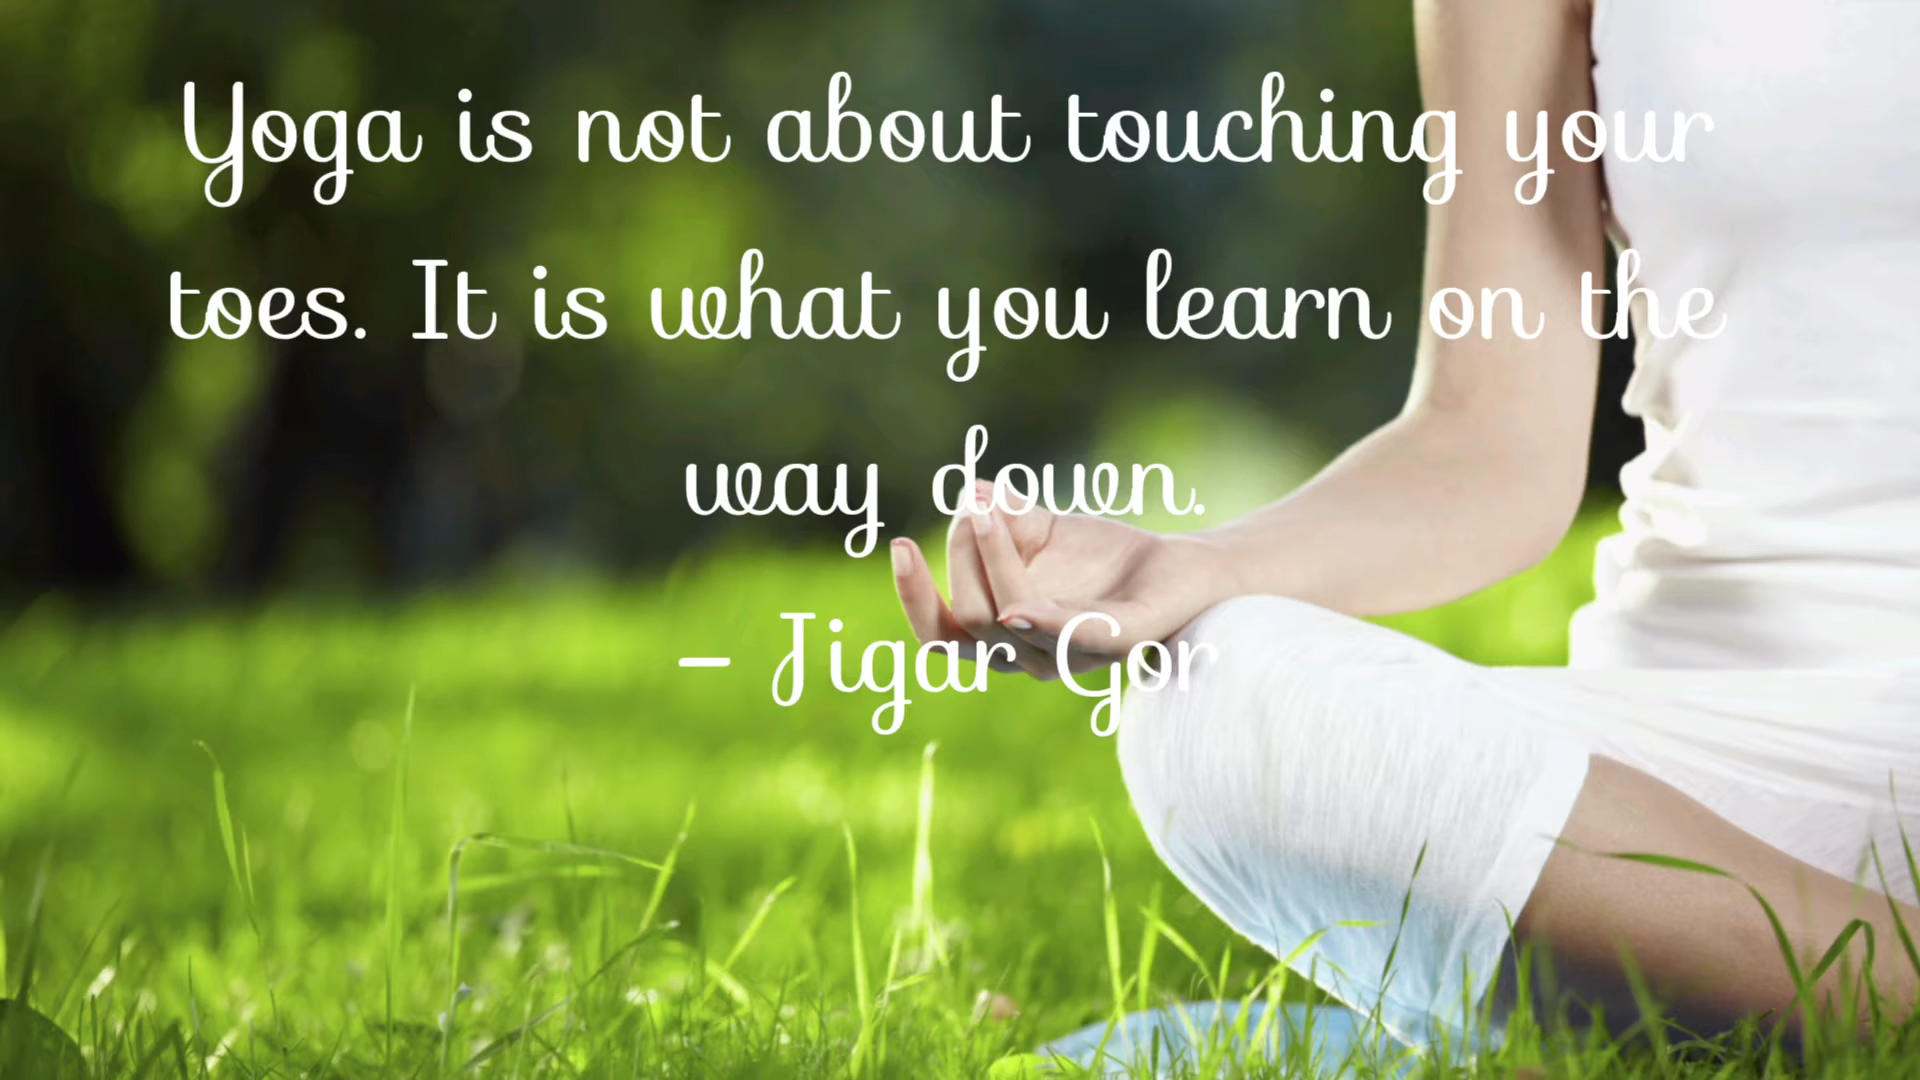 Yoga is not about touching your
toes. It is what you learn on the
way down.
– Jigar Gor